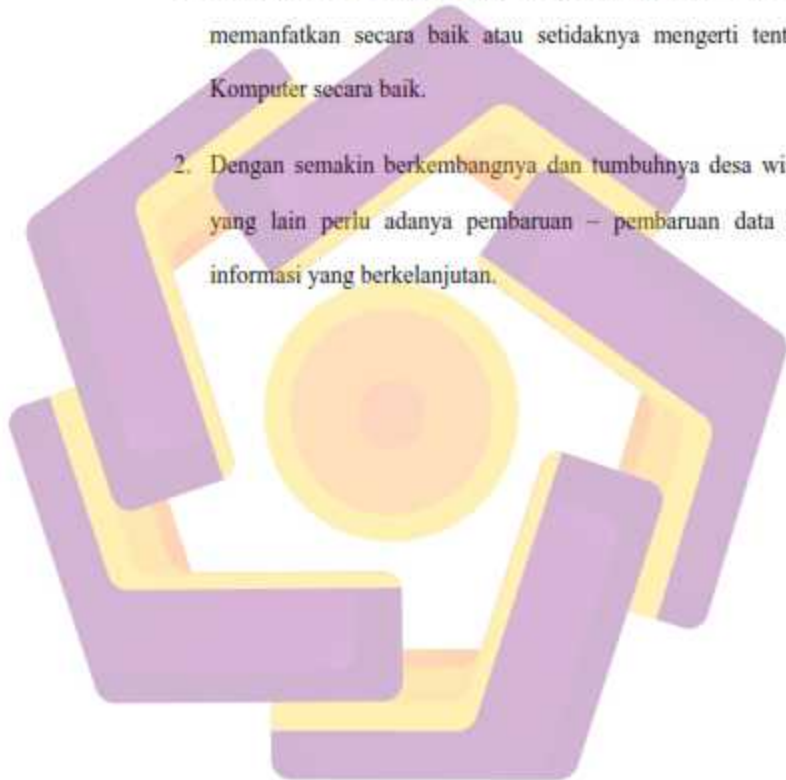 memanfatkan secara baik atau setidaknya mengerti
Komputer secara baik.
2. Dengan semakin berkembangnya dan tumbuhnya desa
yang lain perlu adanya pembaruan – pembaruan data
informasi yang berkelanjutan.